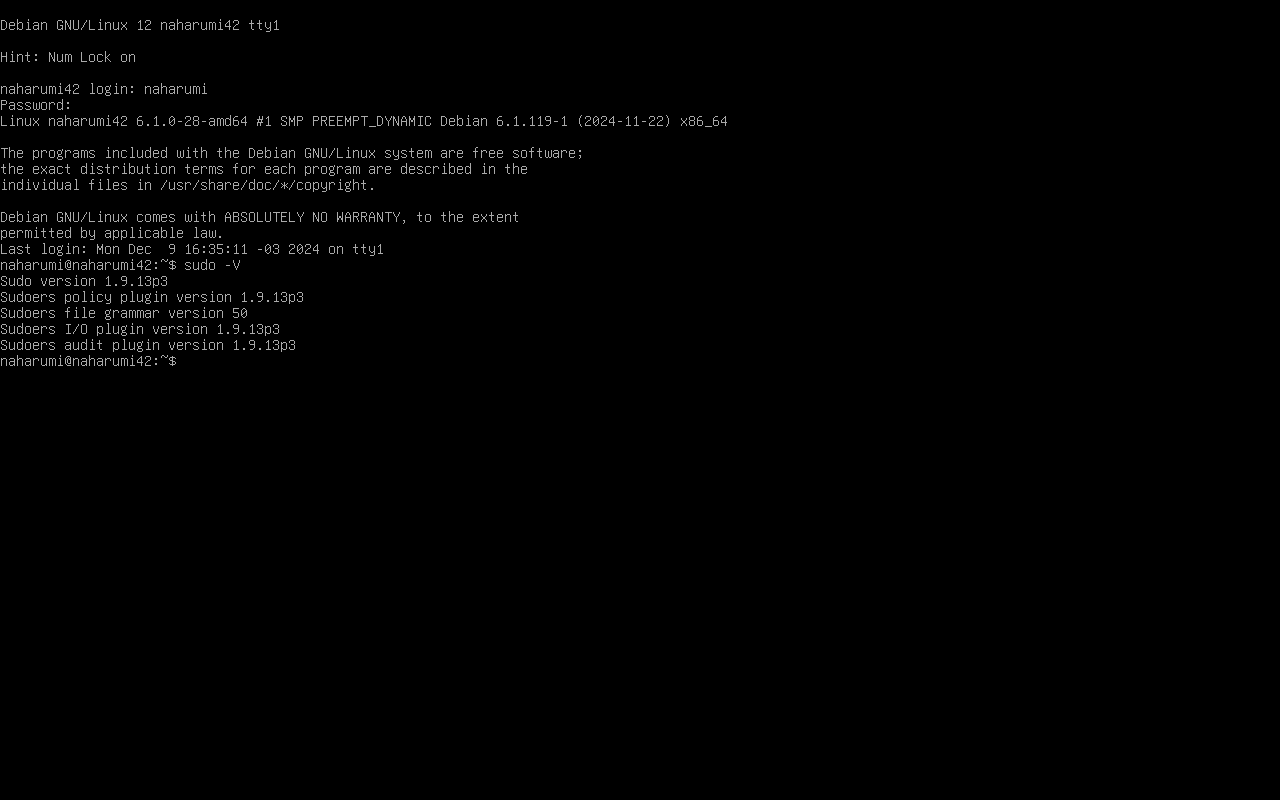 Debian GNU/Linux 12 naharumi42 tty1
Hint: Num Lock on
naharumi42 login: naharumi
Password:
Linux naharumi42 6.1.0-28-amd64 #1 SMP PREEMPT_DYNAMIC Debian 6.1.119-1 (2024-11-22) x86_64
The programs included with the Debian GNU/Linux system are free software;
the exact distribution terms for each program are described in the
individual files in /usr/share/doc/*/copyright.
Debian GNU/Linux comes with ABSOLUTELY NO WARRANTY, to the extent
permitted by applicable law.
Last login: Mon Dec  9 16:35:11 -03 2024 on tty1
naharumi@naharumi42:~$ sudo -V
Sudo version 1.9.13p3
Sudoers policy plugin version 1.9.13p3
Sudoers file grammar version 50
Sudoers I/O plugin version 1.9.13p3
Sudoers audit plugin version 1.9.13p3
naharumi@naharumi42:~$